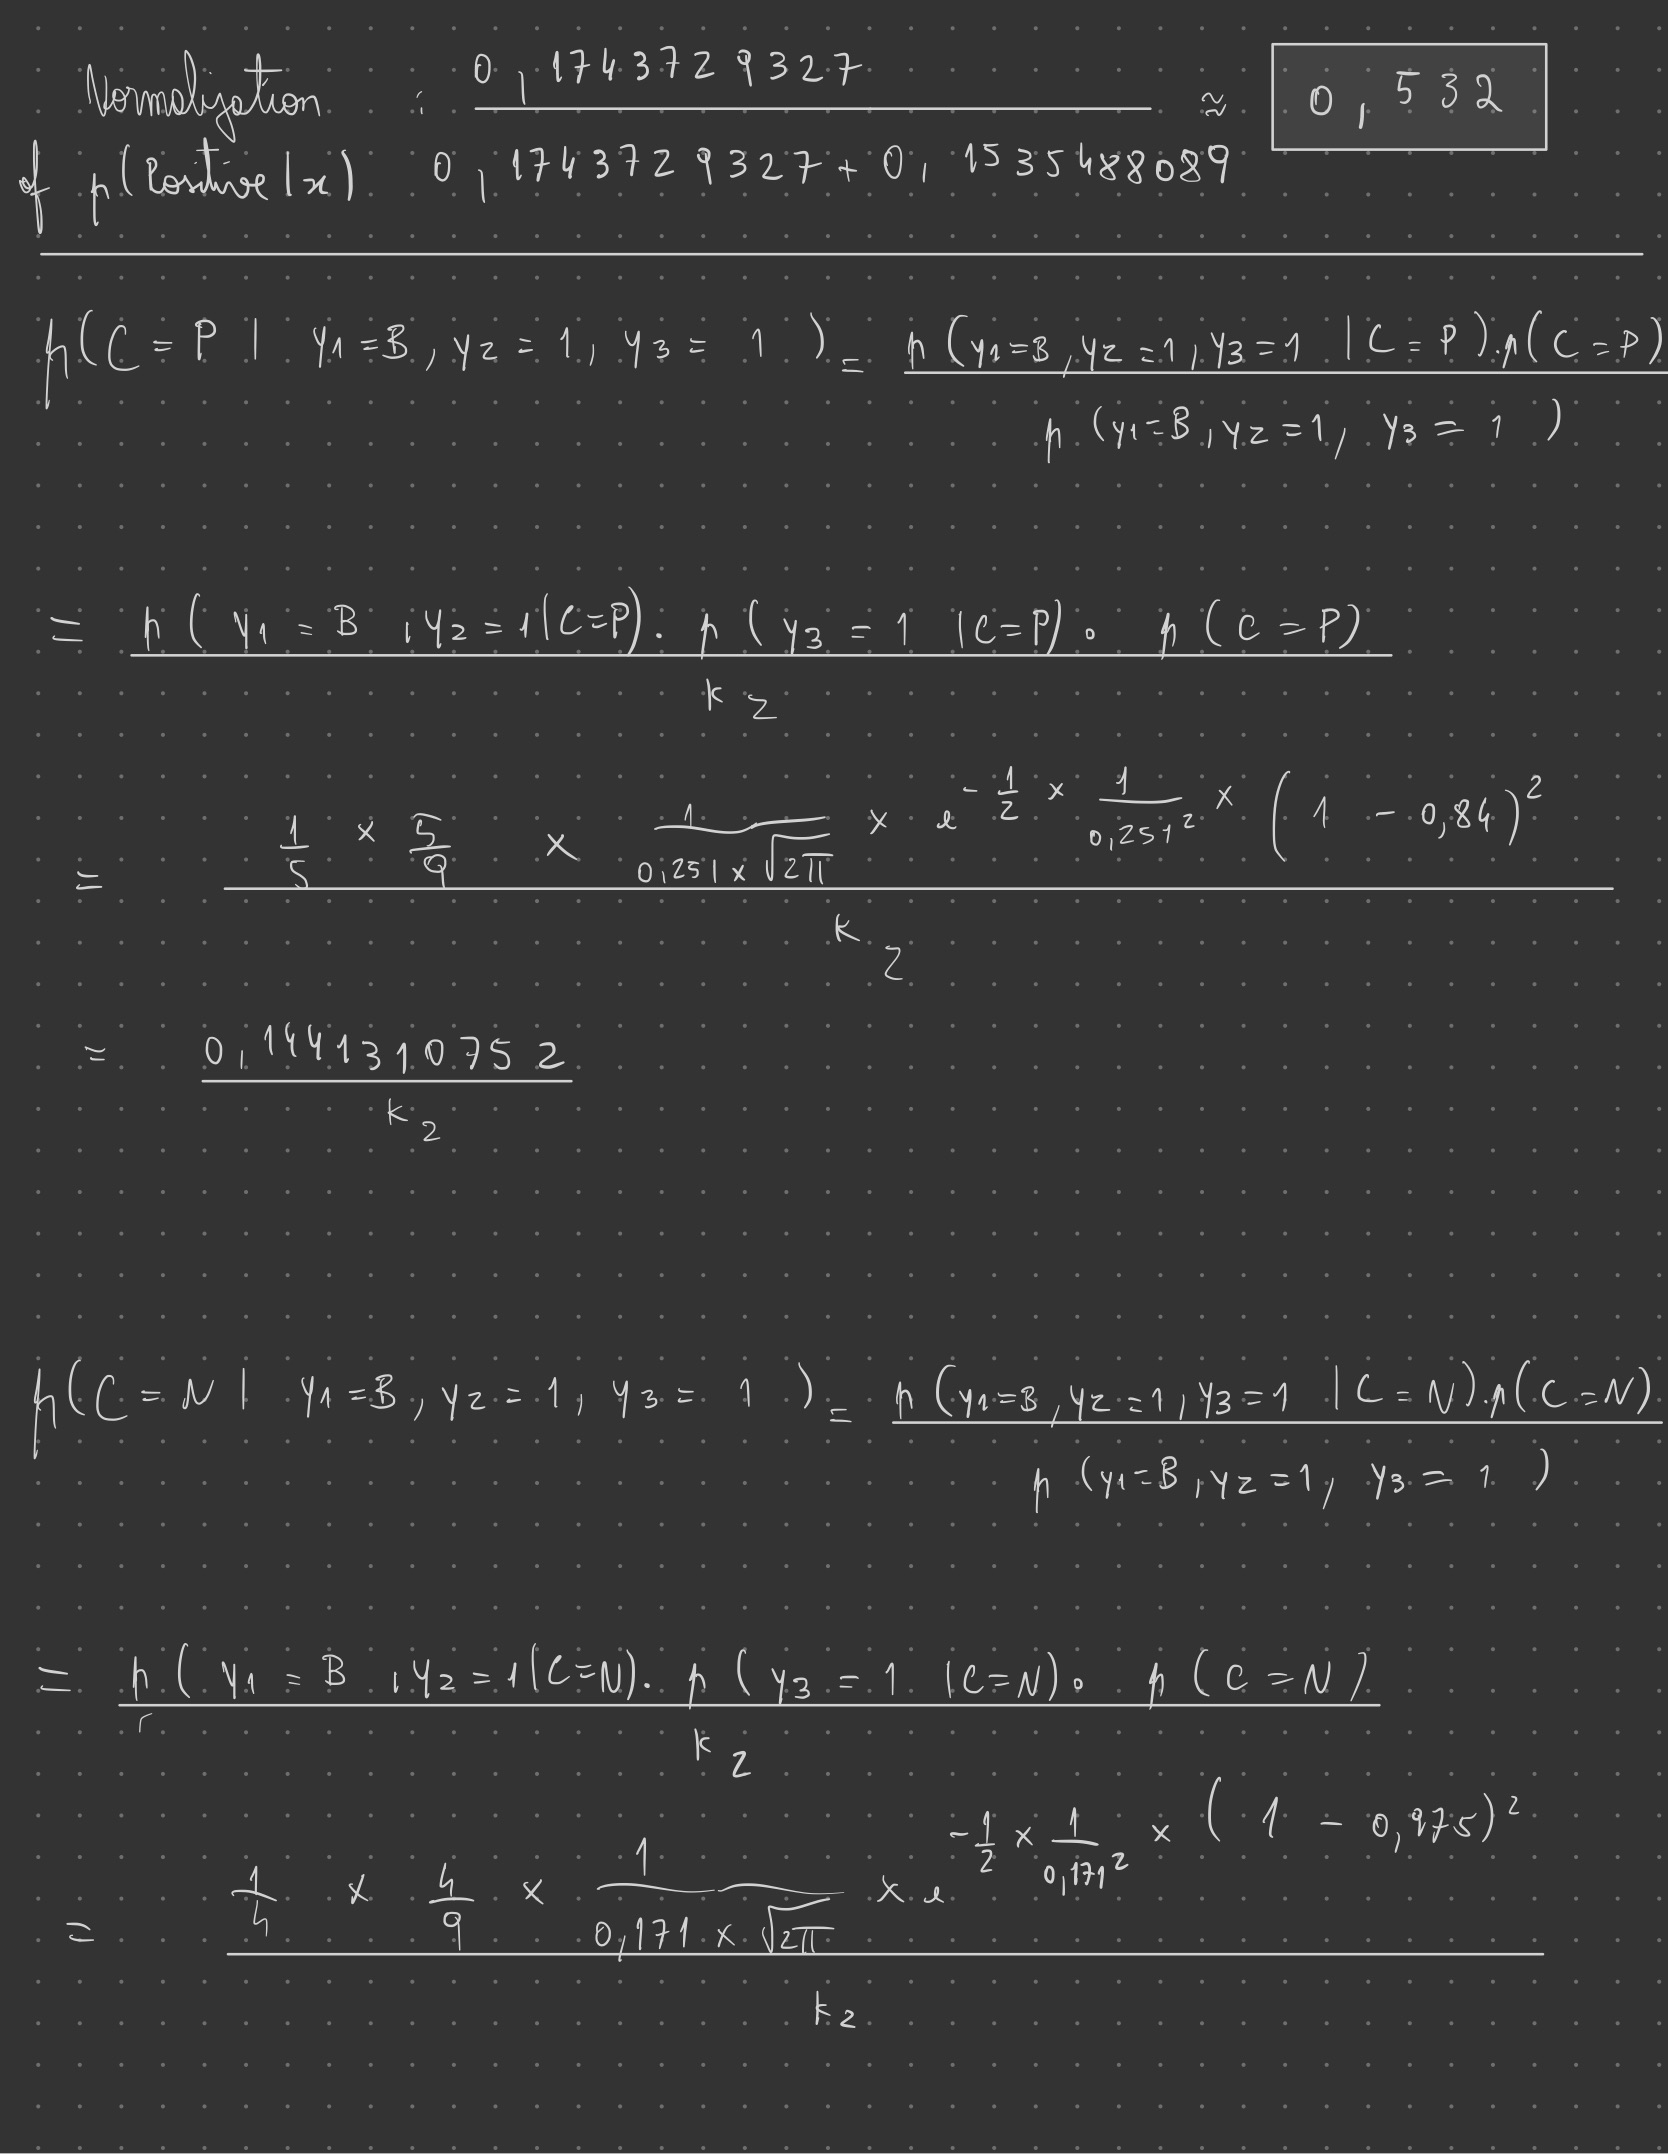 Normalization : 0,1743729327 / (0,1743729327 + 0,1535488089) ≈ 0,532
of p(Positive | x)
p(C = P | y1 = B, y2 = 1, y3 = 1) = p(y1 = B, y2 = 1, y3 = 1 | C = P) . p(C = P) / p(y1 = B, y2 = 1, y3 = 1)
= p(y1 = B, y2 = 1 | C = P) . p(y3 = 1 | C = P) . p(C = P) / k2
= 1/5 × 5/9 × 1/(0,251 × √2π) × e^(-1/2 × 1/0,251² × (1 - 0,84)²) / k2
= 0,14441310752 / k2
p(C = N | y1 = B, y2 = 1, y3 = 1) = p(y1 = B, y2 = 1, y3 = 1 | C = N) . p(C = N) / p(y1 = B, y2 = 1, y3 = 1)
= p(y1 = B, y2 = 1 | C = N) . p(y3 = 1 | C = N) . p(C = N) / k2
= 1/4 × 4/9 × 1/(0,171 × √2π) × e^(-1/2 × 1/0,171² × (1 - 0,975)²) / k2